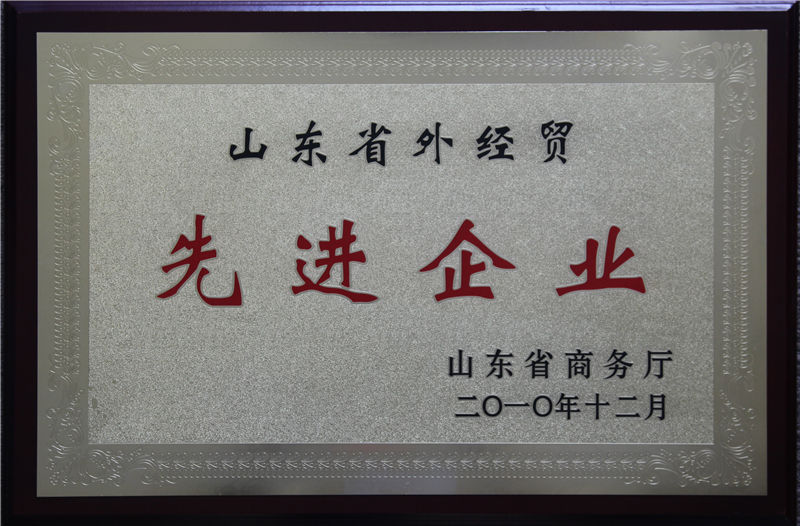 山东省外经贸
先进企业
山东省商务厅
二〇一〇年十二月